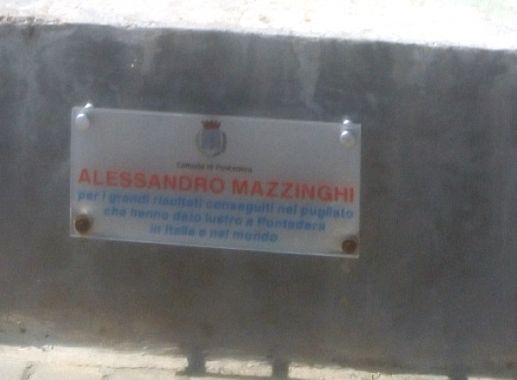 Comune di Pontedera
ALESSANDRO MAZZINGHI
per i grandi risultati conseguiti nel pugilato
che hanno dato lustro a Pontedera
in Italia e nel mondo